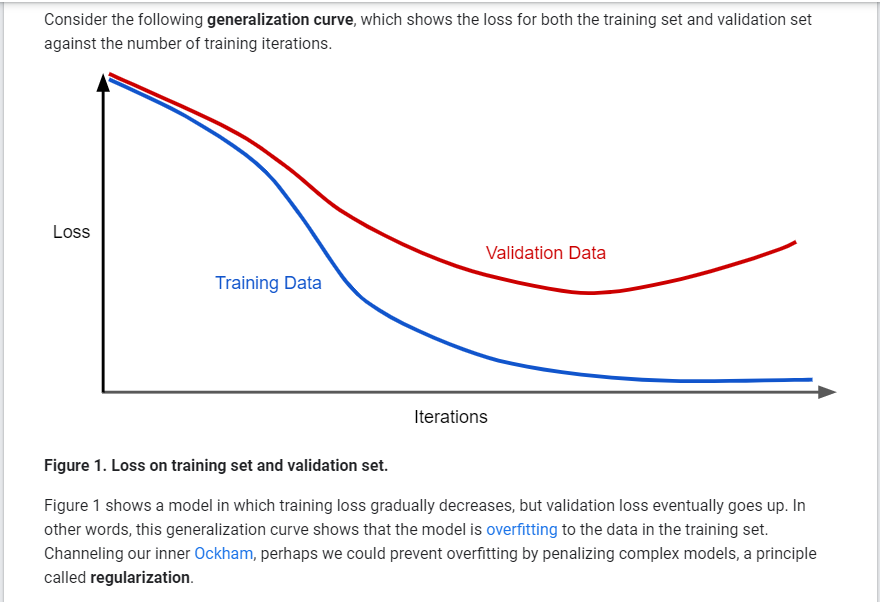 Consider the following generalization curve, which shows the loss for both the training set and validation set
against the number of training iterations.
Loss
Validation Data
Training Data
Iterations
Figure 1. Loss on training set and validation set.
Figure 1 shows a model in which training loss gradually decreases, but validation loss eventually goes up. In
other words, this generalization curve shows that the model is overfitting to the data in the training set.
Channeling our inner Ockham, perhaps we could prevent overfitting by penalizing complex models, a principle
called regularization.